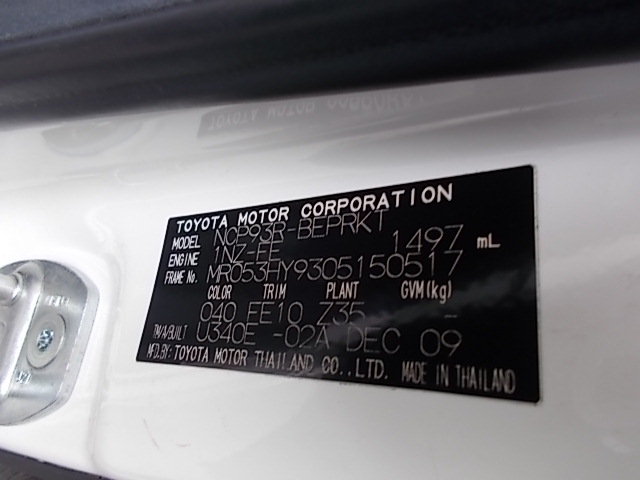 TOYOTA MOTOR CORPORATION
MODEL NCP93R-BEPRKT
ENGINE 1NZ-FE 1497 mL
FRAME No. MR053HY9305150517
COLOR TRIM PLANT GVM(kg)
040 FE10 Z35 -
TM/A/BUILT U340E -02A DEC 09
MFD.BY: TOYOTA MOTOR THAILAND CO.,LTD. MADE IN THAILAND